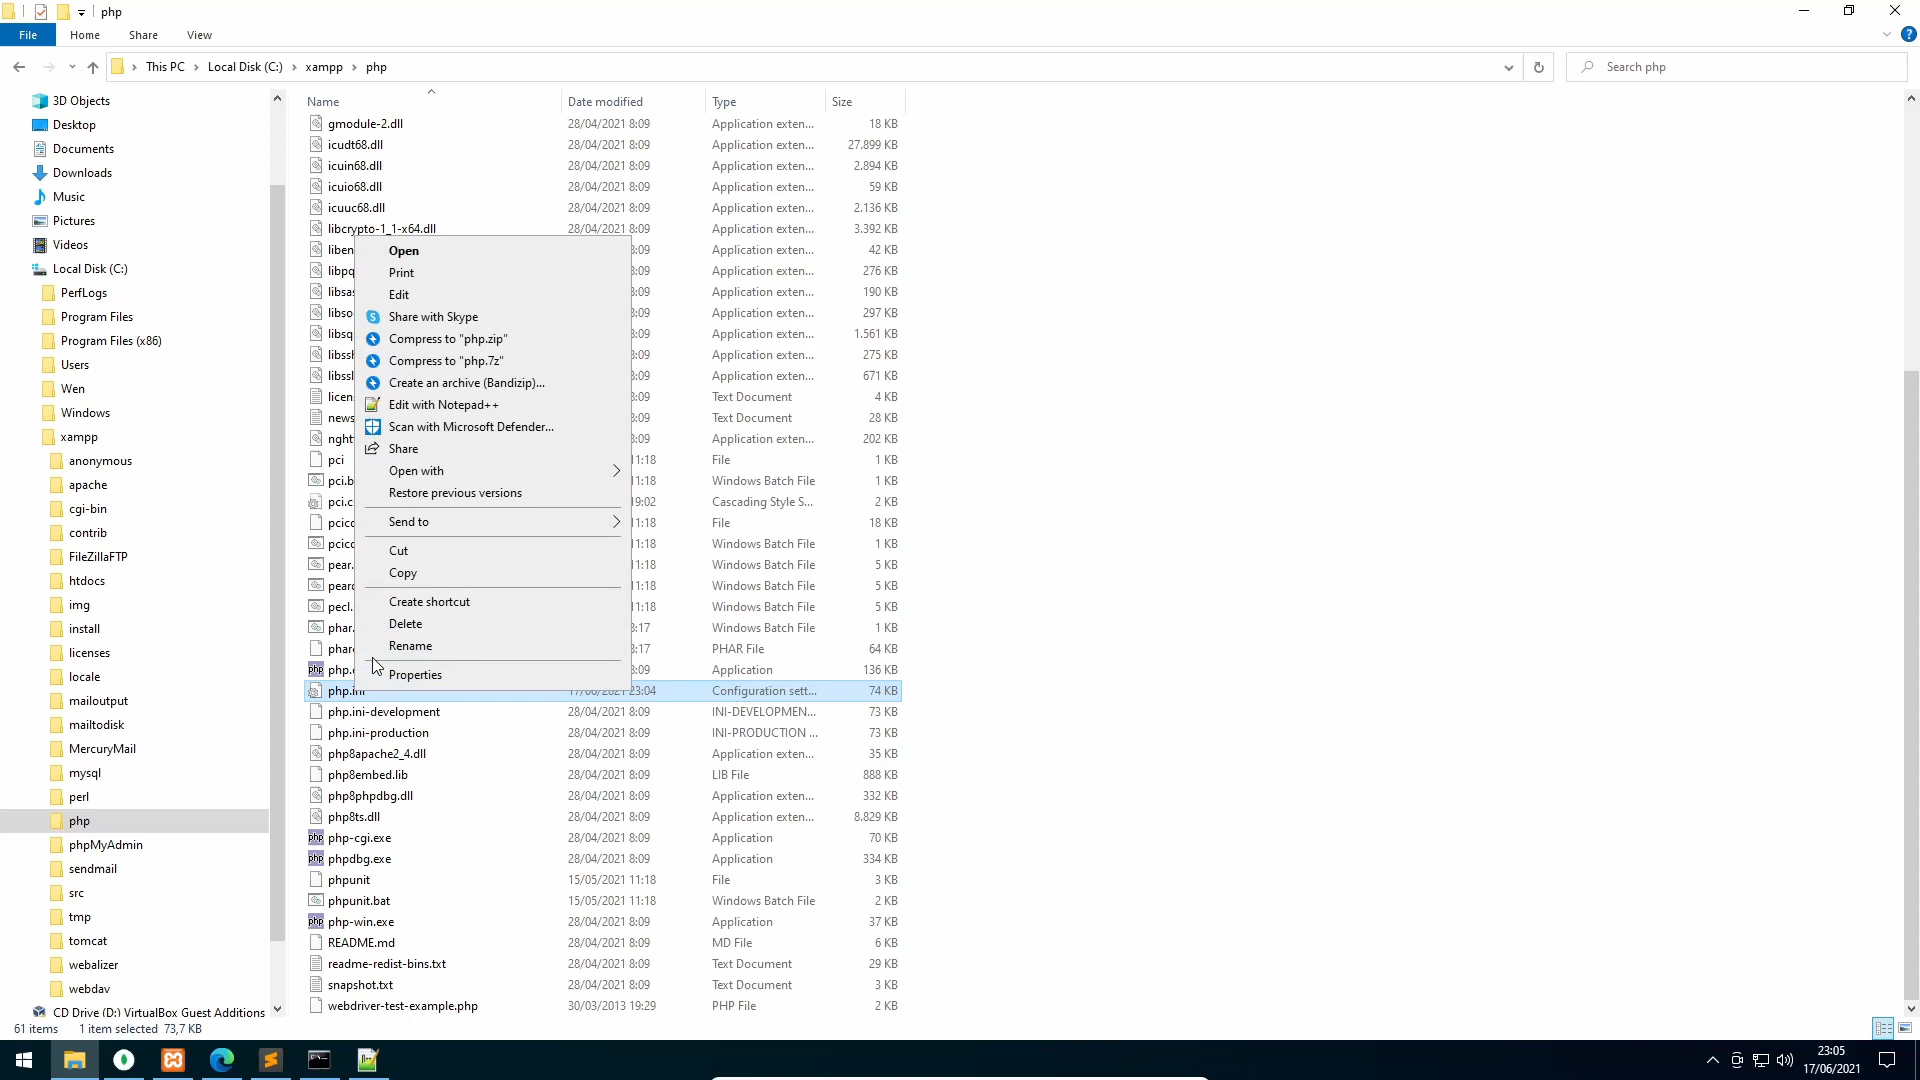 php
File Home Share View
This PC Local Disk (C:) xampp php
Search php
3D Objects
Desktop
Documents
Downloads
Music
Pictures
Videos
Local Disk (C:)
PerfLogs
Program Files
Program Files (x86)
Users
Wen
Windows
xampp
anonymous
apache
cgi-bin
contrib
FileZillaFTP
htdocs
img
install
licenses
locale
mailoutput
mailtodisk
MercuryMail
mysql
perl
php
phpMyAdmin
sendmail
src
tmp
tomcat
webalizer
webdav
CD Drive (D:) VirtualBox Guest Additions
Name Date modified Type Size
gmodule-2.dll 28/04/2021 8:09 Application exten... 18 KB
icudt68.dll 28/04/2021 8:09 Application exten... 27.899 KB
icuin68.dll 28/04/2021 8:09 Application exten... 2.894 KB
icuio68.dll 28/04/2021 8:09 Application exten... 59 KB
icuuc68.dll 28/04/2021 8:09 Application exten... 2.136 KB
libcrypto-1_1-x64.dll 28/04/2021 8:09 Application exten... 3.392 KB
Application exten... 42 KB
Application exten... 276 KB
Application exten... 190 KB
Application exten... 297 KB
Application exten... 1.561 KB
Application exten... 275 KB
Application exten... 671 KB
Text Document 4 KB
news Text Document 28 KB
Application exten... 202 KB
pci 11:18 File 1 KB
11:18 Windows Batch File 1 KB
19:02 Cascading Style S... 2 KB
11:18 File 18 KB
11:18 Windows Batch File 1 KB
pear. 11:18 Windows Batch File 5 KB
11:18 Windows Batch File 5 KB
pecl. 11:18 Windows Batch File 5 KB
phar. Windows Batch File 1 KB
PHAR File 64 KB
Application 136 KB
php.ini 17/06/2021 23:04 Configuration sett... 74 KB
php.ini-development 28/04/2021 8:09 INI-DEVELOPMEN... 73 KB
php.ini-production 28/04/2021 8:09 INI-PRODUCTION ... 73 KB
php8apache2_4.dll 28/04/2021 8:09 Application exten... 35 KB
php8embed.lib 28/04/2021 8:09 LIB File 888 KB
php8phpdbg.dll 28/04/2021 8:09 Application exten... 332 KB
php8ts.dll 28/04/2021 8:09 Application exten... 8.829 KB
php-cgi.exe 28/04/2021 8:09 Application 70 KB
phpdbg.exe 28/04/2021 8:09 Application 334 KB
phpunit 15/05/2021 11:18 File 3 KB
phpunit.bat 15/05/2021 11:18 Windows Batch File 2 KB
php-win.exe 28/04/2021 8:09 Application 37 KB
README.md 28/04/2021 8:09 MD File 6 KB
readme-redist-bins.txt 28/04/2021 8:09 Text Document 29 KB
snapshot.txt 28/04/2021 8:09 Text Document 3 KB
webdriver-test-example.php 30/03/2013 19:29 PHP File 2 KB
Open
Print
Edit
Share with Skype
Compress to "php.zip"
Compress to "php.7z"
Create an archive (Bandizip)...
Edit with Notepad++
Scan with Microsoft Defender...
Share
Open with
Restore previous versions
Send to
Cut
Copy
Create shortcut
Delete
Rename
Properties
61 items 1 item selected 73,7 KB
23:05
17/06/2021